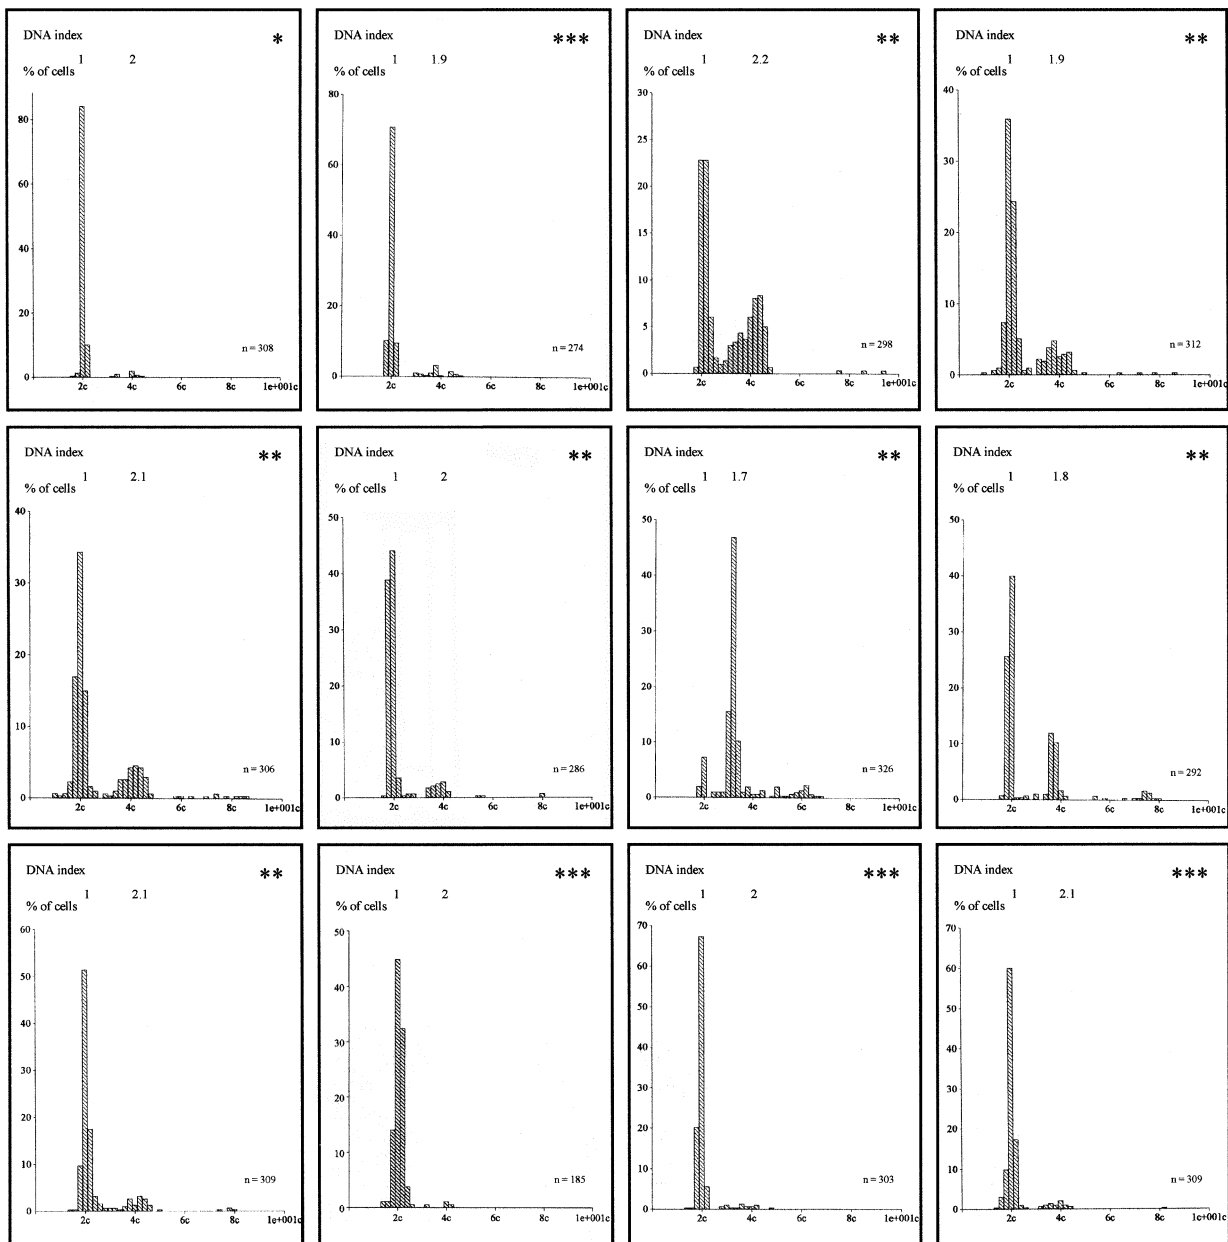 DNA index *
1 2
% of cells
80
60
40
20
0
n = 308
2c 4c 6c 8c 1e+001c
DNA index ***
1 1.9
% of cells
80
60
40
20
0
n = 274
2c 4c 6c 8c 1e+001c
DNA index **
1 2.2
% of cells
30
25
20
15
10
5
0
n = 298
2c 4c 6c 8c 1e+001c
DNA index **
1 1.9
% of cells
40
30
20
10
0
n = 312
2c 4c 6c 8c 1e+001c
DNA index **
1 2.1
% of cells
40
30
20
10
0
n = 306
2c 4c 6c 8c 1e+001c
DNA index **
1 2
% of cells
50
40
30
20
10
0
n = 286
2c 4c 6c 8c 1e+001c
DNA index **
1 1.7
% of cells
50
40
30
20
10
0
n = 326
2c 4c 6c 8c 1e+001c
DNA index **
1 1.8
% of cells
50
40
30
20
10
0
n = 292
2c 4c 6c 8c 1e+001c
DNA index **
1 2.1
% of cells
60
50
40
30
20
10
0
n = 309
2c 4c 6c 8c 1e+001c
DNA index ***
1 2
% of cells
50
40
30
20
10
0
n = 185
2c 4c 6c 8c 1e+001c
DNA index ***
1 2
% of cells
70
60
50
40
30
20
10
0
n = 303
2c 4c 6c 8c 1e+001c
DNA index ***
1 2.1
% of cells
70
60
50
40
30
20
10
0
n = 309
2c 4c 6c 8c 1e+001c